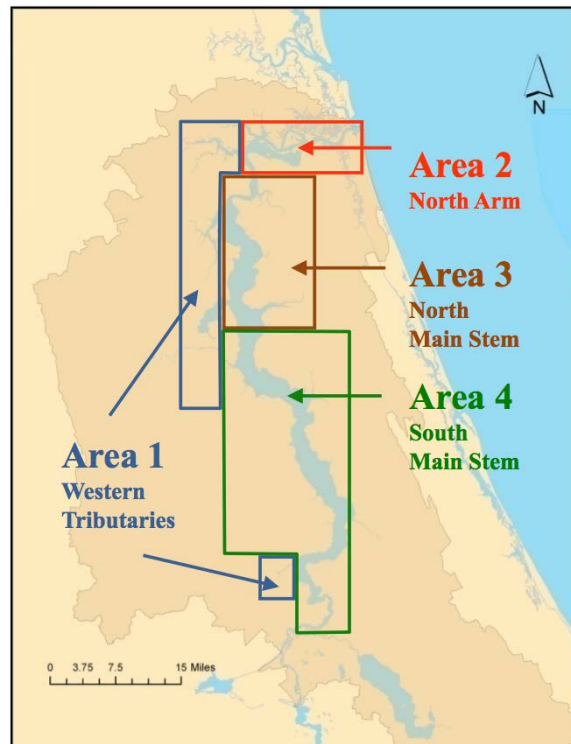 N
Area 2
North Arm
Area 3
North
Main Stem
Area 4
South
Main Stem
Area 1
Western
Tributaries
0 3.75 7.5 15 Miles